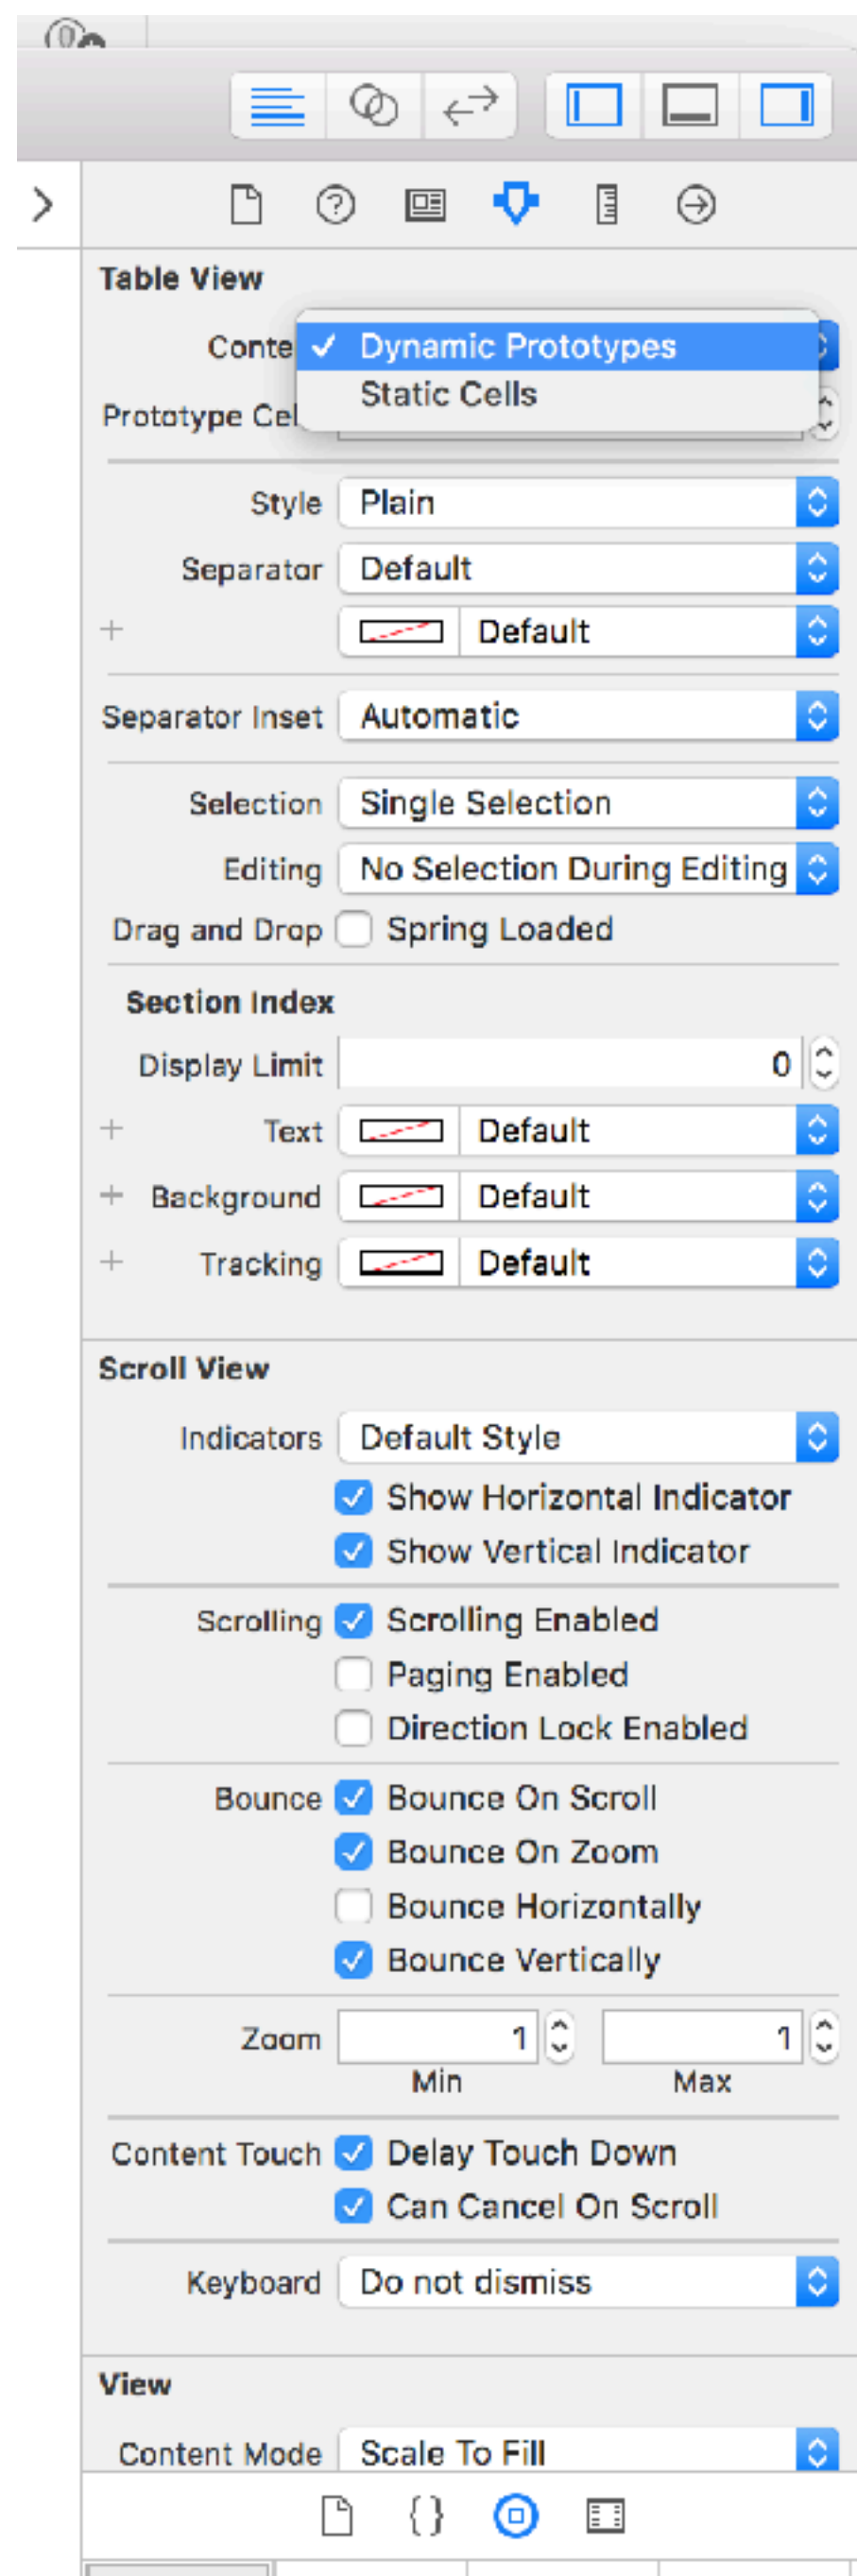 Table View
Conte ✓ Dynamic Prototypes
Static Cells
Prototype Cel
Style Plain
Separator Default
+ Default
Separator Inset Automatic
Selection Single Selection
Editing No Selection During Editing
Drag and Drop Spring Loaded
Section Index
Display Limit 0
+ Text Default
+ Background Default
+ Tracking Default
Scroll View
Indicators Default Style
Show Horizontal Indicator
Show Vertical Indicator
Scrolling Scrolling Enabled
Paging Enabled
Direction Lock Enabled
Bounce Bounce On Scroll
Bounce On Zoom
Bounce Horizontally
Bounce Vertically
Zoom 1 1
Min Max
Content Touch Delay Touch Down
Can Cancel On Scroll
Keyboard Do not dismiss
View
Content Mode Scale To Fill
{ }